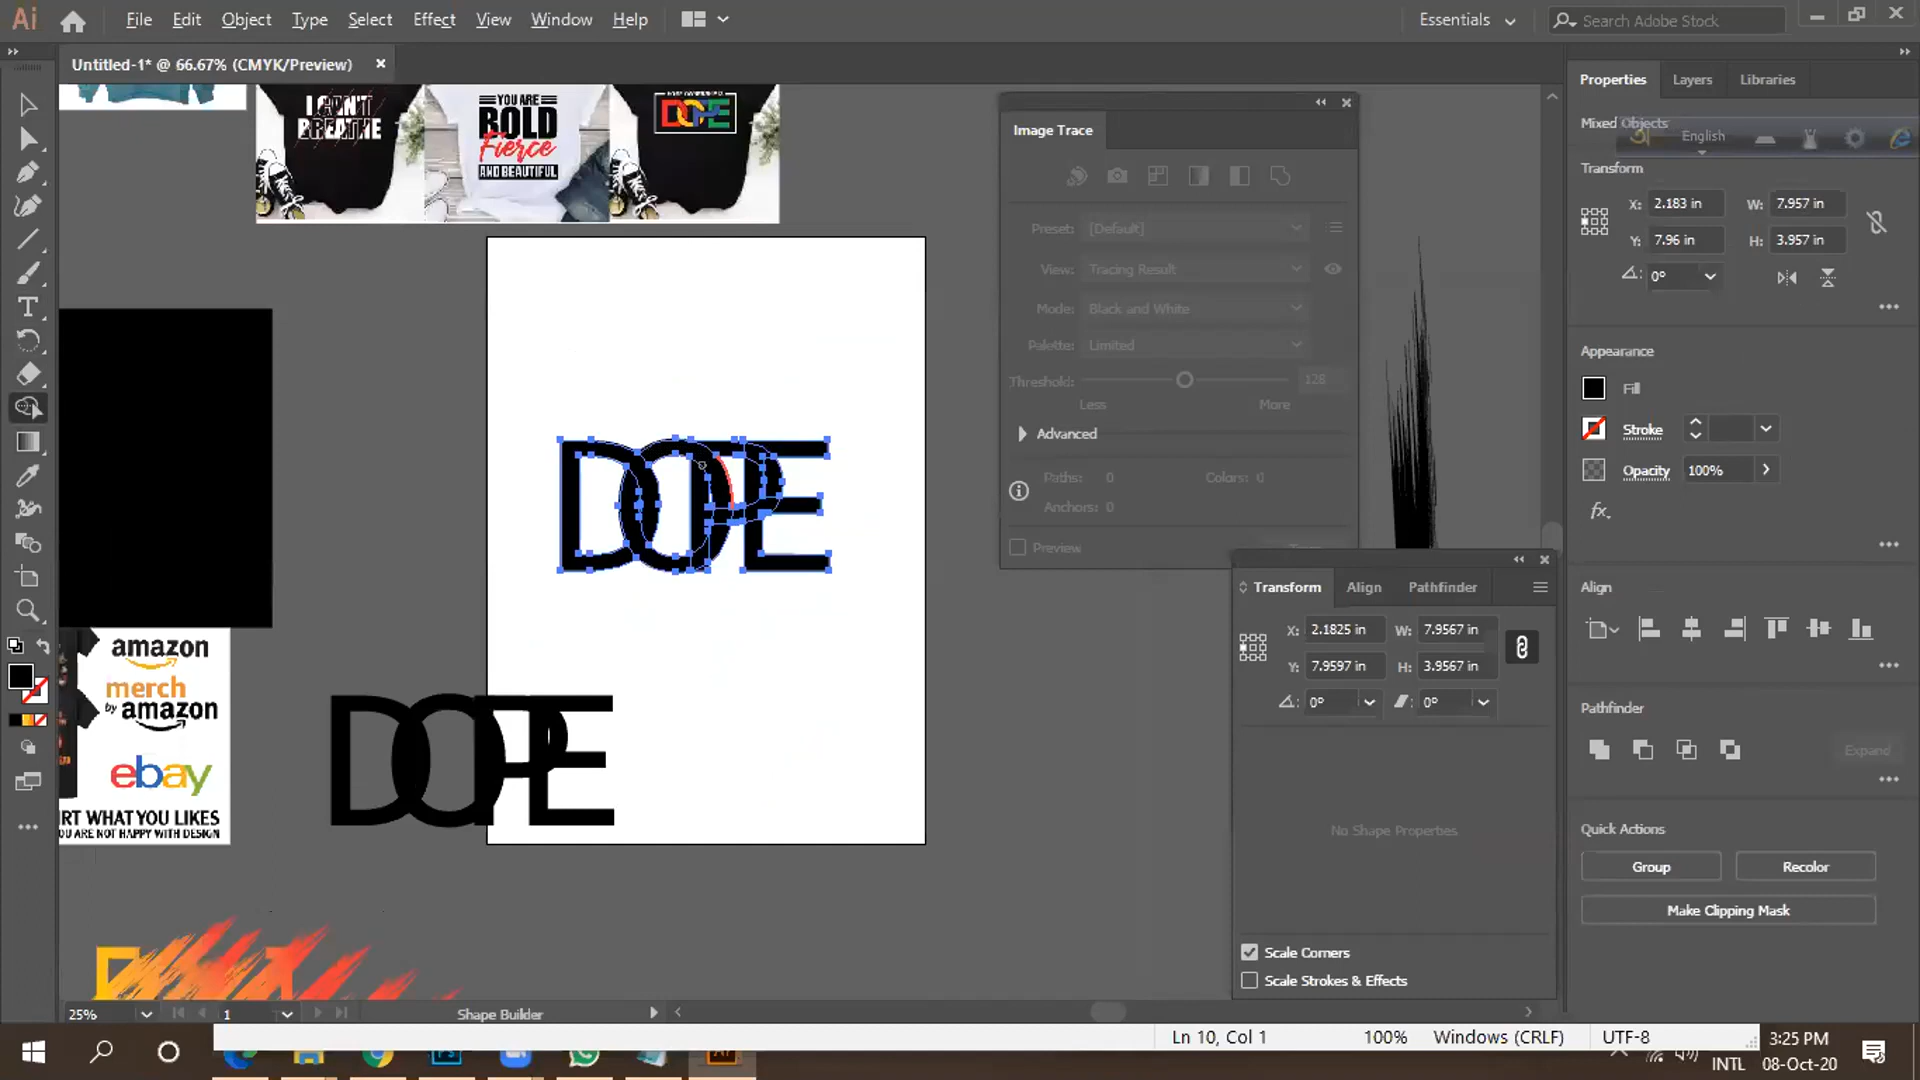 Ai
File Edit Object Type Select Effect View Window Help
Essentials
Search Adobe Stock
Untitled-1* @ 66.67% (CMYK/Preview)
Properties
Layers
Libraries
I CAN'T
BREATHE
YOU ARE
BOLD
Fierce
AND BEAUTIFUL
DOPE
Image Trace
Preset: [Default]
View: Tracing Result
Mode: Black and White
Palette: Limited
Threshold: 128
Less More
Advanced
Paths: 0 Colors: 0
Anchors: 0
Preview
Mixed Objects
English
Transform
X: 2.183 in W: 7.957 in
Y: 7.96 in H: 3.957 in
0°
Appearance
Fill
Stroke
Opacity 100%
fx
Align
Pathfinder
Expand
Quick Actions
Group
Recolor
Make Clipping Mask
Transform Align Pathfinder
X: 2.1825 in W: 7.9567 in
Y: 7.9597 in H: 3.9567 in
0° 0°
No Shape Properties
Scale Corners
Scale Strokes & Effects
DOPE
DOPE
amazon
merch
by amazon
ebay
RT WHAT YOU LIKES
YOU ARE NOT HAPPY WITH DESIGN
25%
1
Shape Builder
Ln 10, Col 1
100%
Windows (CRLF)
UTF-8
3:25 PM
INTL
08-Oct-20